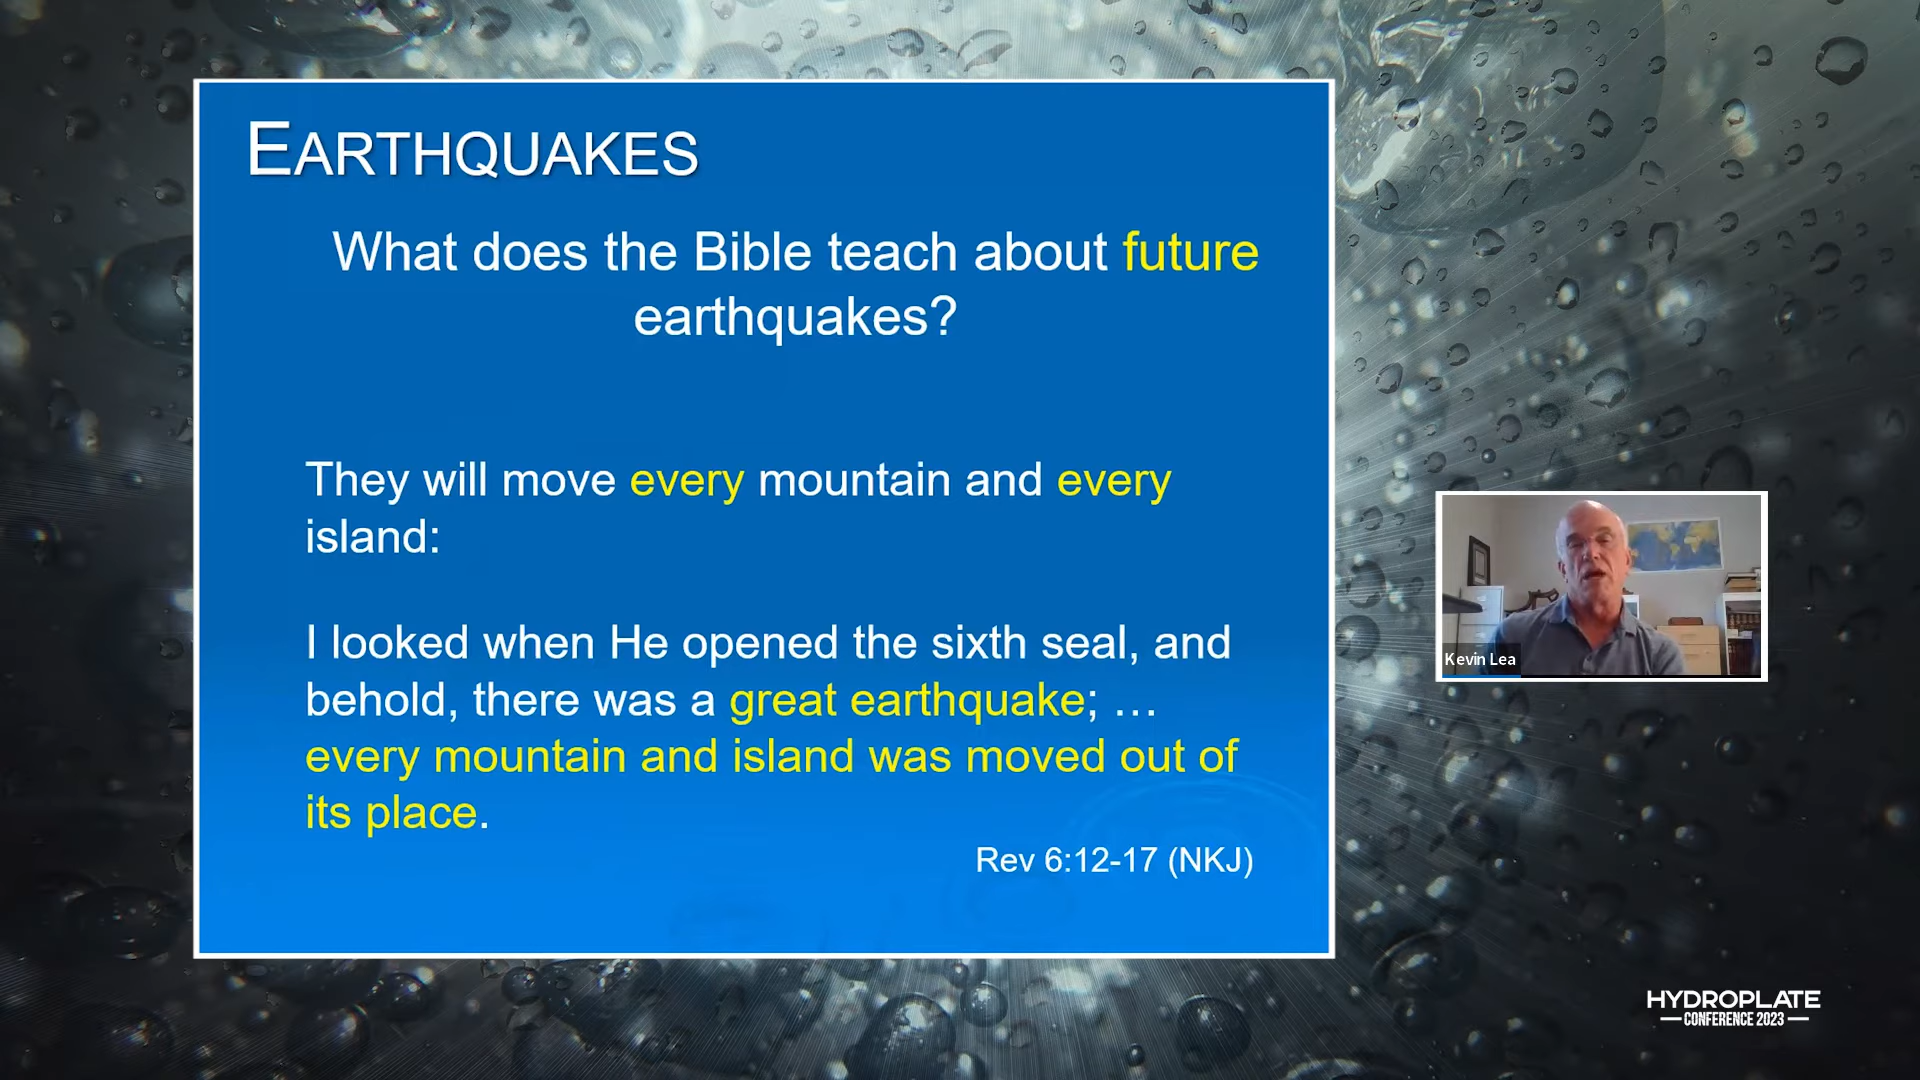 EARTHQUAKES
What does the Bible teach about future
earthquakes?
They will move every mountain and every
island:
I looked when He opened the sixth seal, and
behold, there was a great earthquake; …
every mountain and island was moved out of
its place.
Rev 6:12-17 (NKJ)
Kevin Lea
HYDROPLATE
CONFERENCE 2023